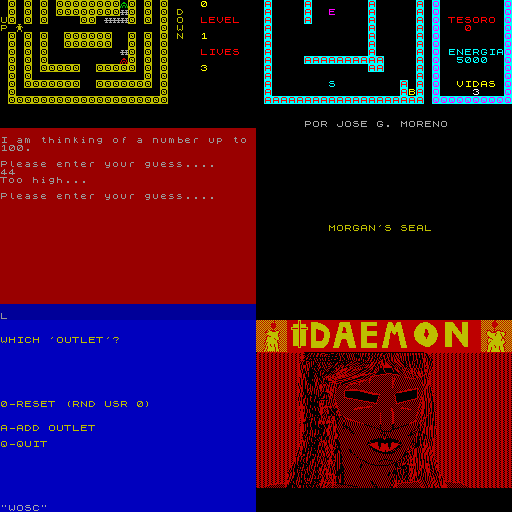 UP
DOWN
0
LEVEL
1
LIVES
3
E
S
B
TESORO
0
ENERGIA
5000
VIDAS
3
POR JOSE G. MORENO
MORGAN'S SEAL
I am thinking of a number up to
100.
Please enter your guess....
44
Too high...
Please enter your guess....
L
WHICH 'OUTLET'?
0-RESET (RND USR 0)
A-ADD OUTLET
Q-QUIT
"WOSC"
DAEMON